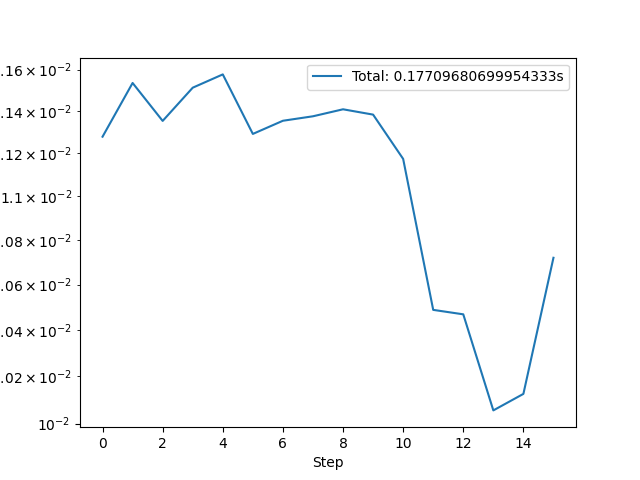 Total: 0.17709680699954333s
.16 × 10⁻²
.14 × 10⁻²
.12 × 10⁻²
1.1 × 10⁻²
.08 × 10⁻²
.06 × 10⁻²
.04 × 10⁻²
.02 × 10⁻²
10⁻²
0 2 4 6 8 10 12 14
Step